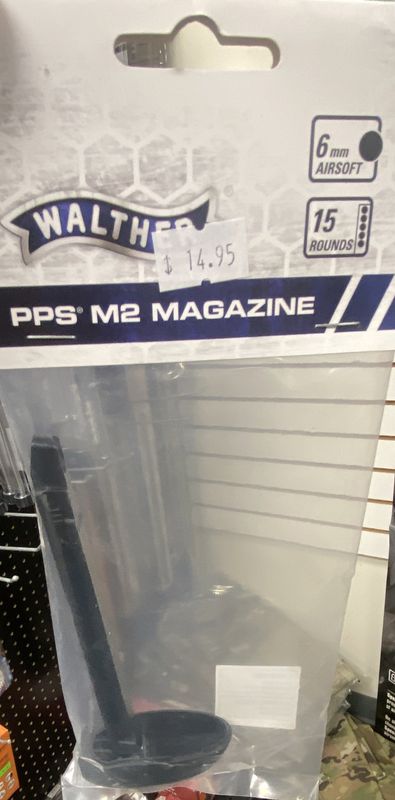 6mm
AIRSOFT
WALTHER
®
$ 14.95
15
ROUNDS
PPS® M2 MAGAZINE